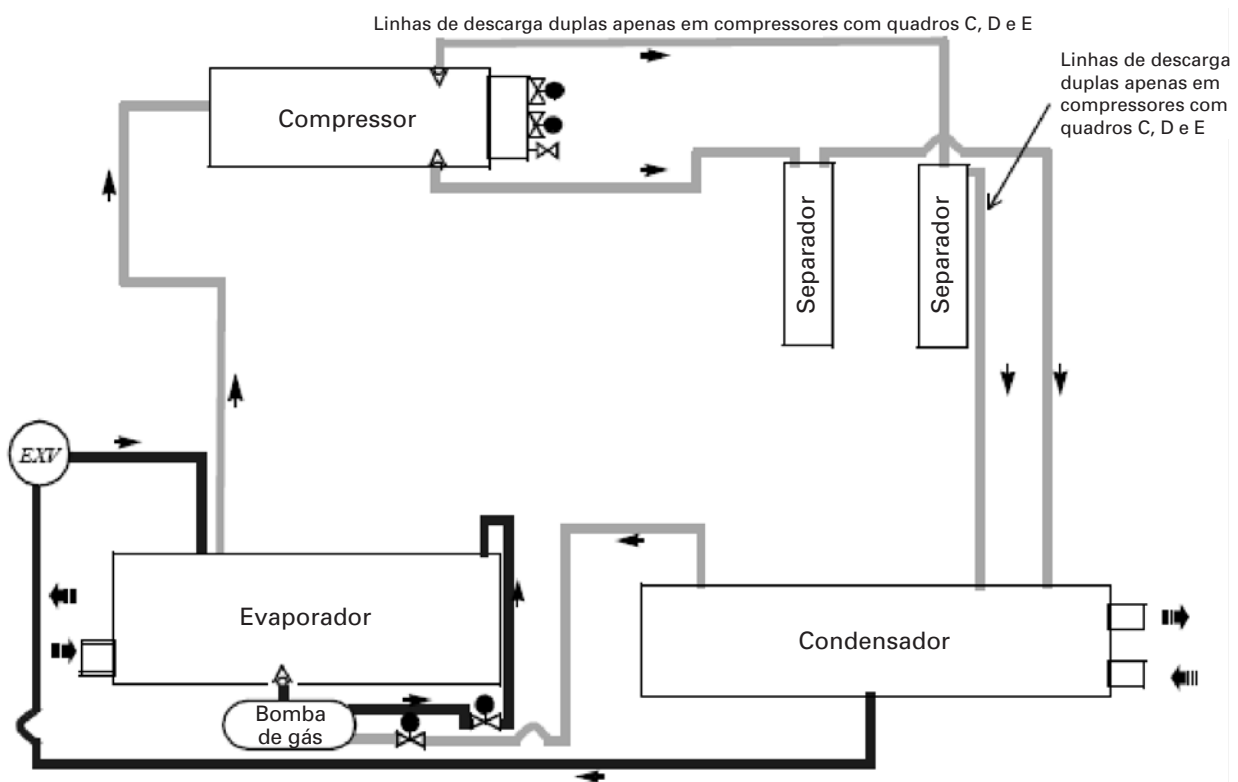 Linhas de descarga duplas apenas em compressores com quadros C, D e E
Linhas de descarga
duplas apenas em
compressores com
quadros C, D e E
Compressor
Separador
Separador
EXV
Evaporador
Condensador
Bomba
de gás